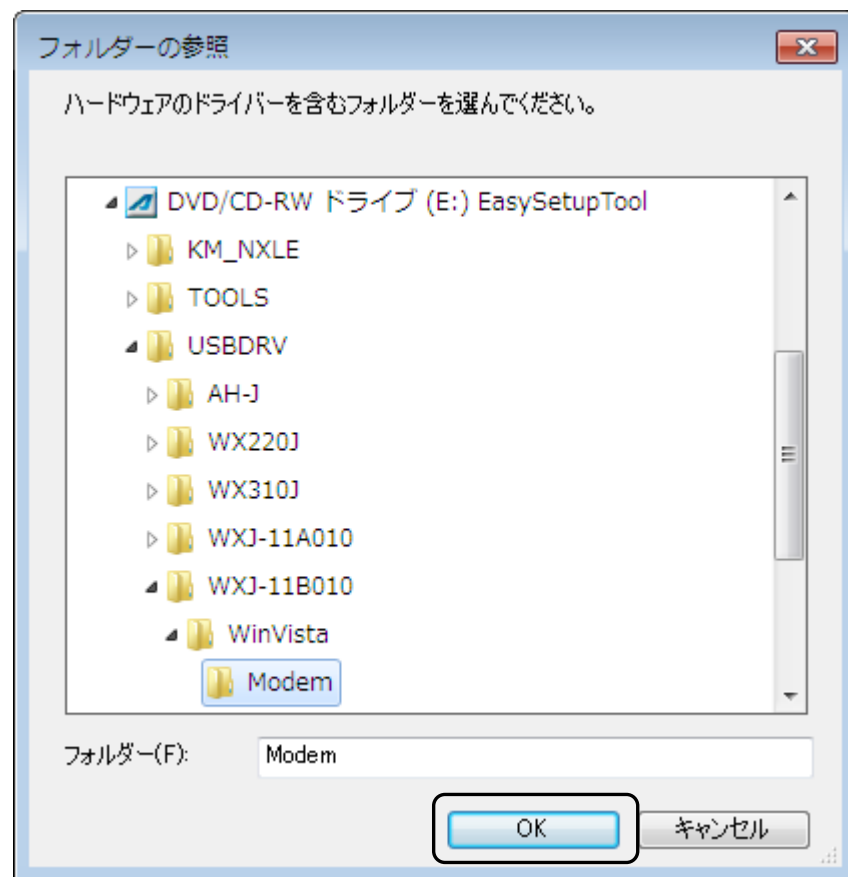 フォルダーの参照
ハードウェアのドライバーを含むフォルダーを選んでください。
DVD/CD-RW ドライブ (E:) EasySetupTool
KM_NXLE
TOOLS
USBDRV
AH-J
WX220J
WX310J
WXJ-11A010
WXJ-11B010
WinVista
Modem
フォルダー(F): Modem
OK キャンセル